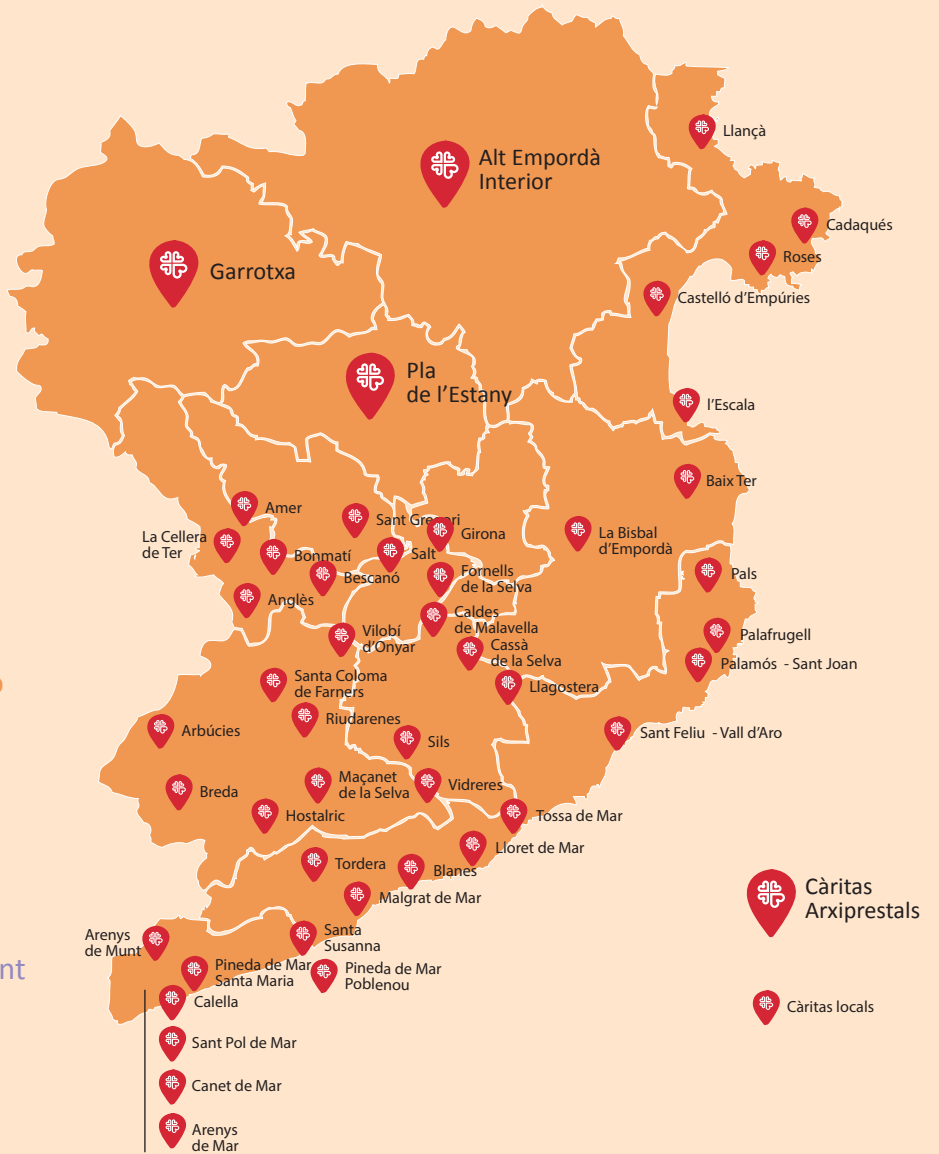 Llançà
Alt Empordà
Interior
Cadaqués
Roses
Garrotxa
Castelló d'Empúries
Pla
de l'Estany
l'Escala
Baix Ter
Amer
Sant Gregori
Girona
La Bisbal
d'Empordà
La Cellera
de Ter
Bonmatí
Salt
Bescanó
Fornells
de la Selva
Pals
Anglès
Caldes
de Malavella
Vilobí
d'Onyar
Palafrugell
Cassà
de la Selva
Palamós - Sant Joan
Santa Coloma
de Farners
Llagostera
Riudarenes
Arbúcies
Sant Feliu - Vall d'Aro
Sils
Maçanet
de la Selva
Vidreres
Breda
Hostalric
Tossa de Mar
Lloret de Mar
Tordera
Blanes
Malgrat de Mar
Càritas
Arxiprestals
Arenys
de Munt
Santa
Susanna
Pineda de Mar
Santa Maria
Pineda de Mar
Poblenou
nt
Calella
Càritas locals
Sant Pol de Mar
Canet de Mar
Arenys
de Mar